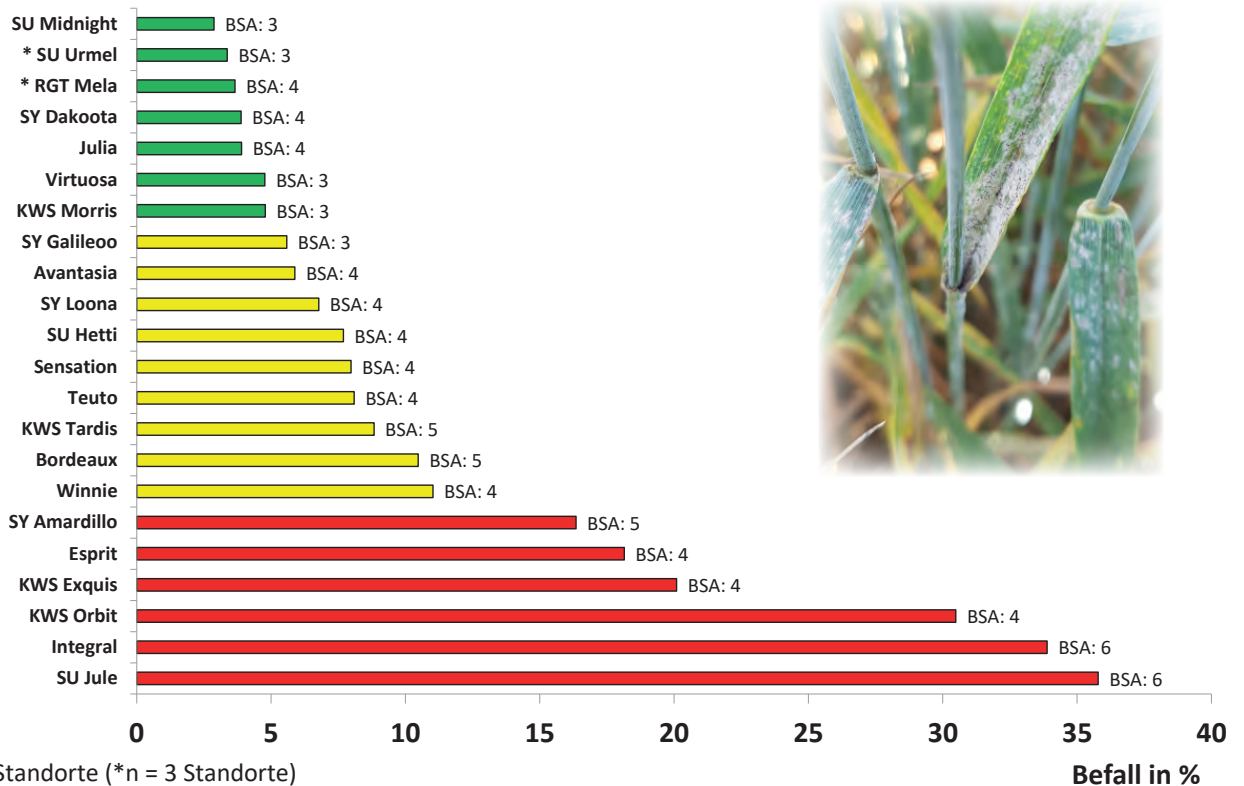 SU Midnight BSA: 3
* SU Urmel BSA: 3
* RGT Mela BSA: 4
SY Dakoota BSA: 4
Julia BSA: 4
Virtuosa BSA: 3
KWS Morris BSA: 3
SY Galileoo BSA: 3
Avantasia BSA: 4
SY Loona BSA: 4
SU Hetti BSA: 4
Sensation BSA: 4
Teuto BSA: 4
KWS Tardis BSA: 5
Bordeaux BSA: 5
Winnie BSA: 4
SY Amardillo BSA: 5
Esprit BSA: 4
KWS Exquis BSA: 4
KWS Orbit BSA: 4
Integral BSA: 6
SU Jule BSA: 6
0 5 10 15 20 25 30 35 40
Standorte (*n = 3 Standorte) Befall in %